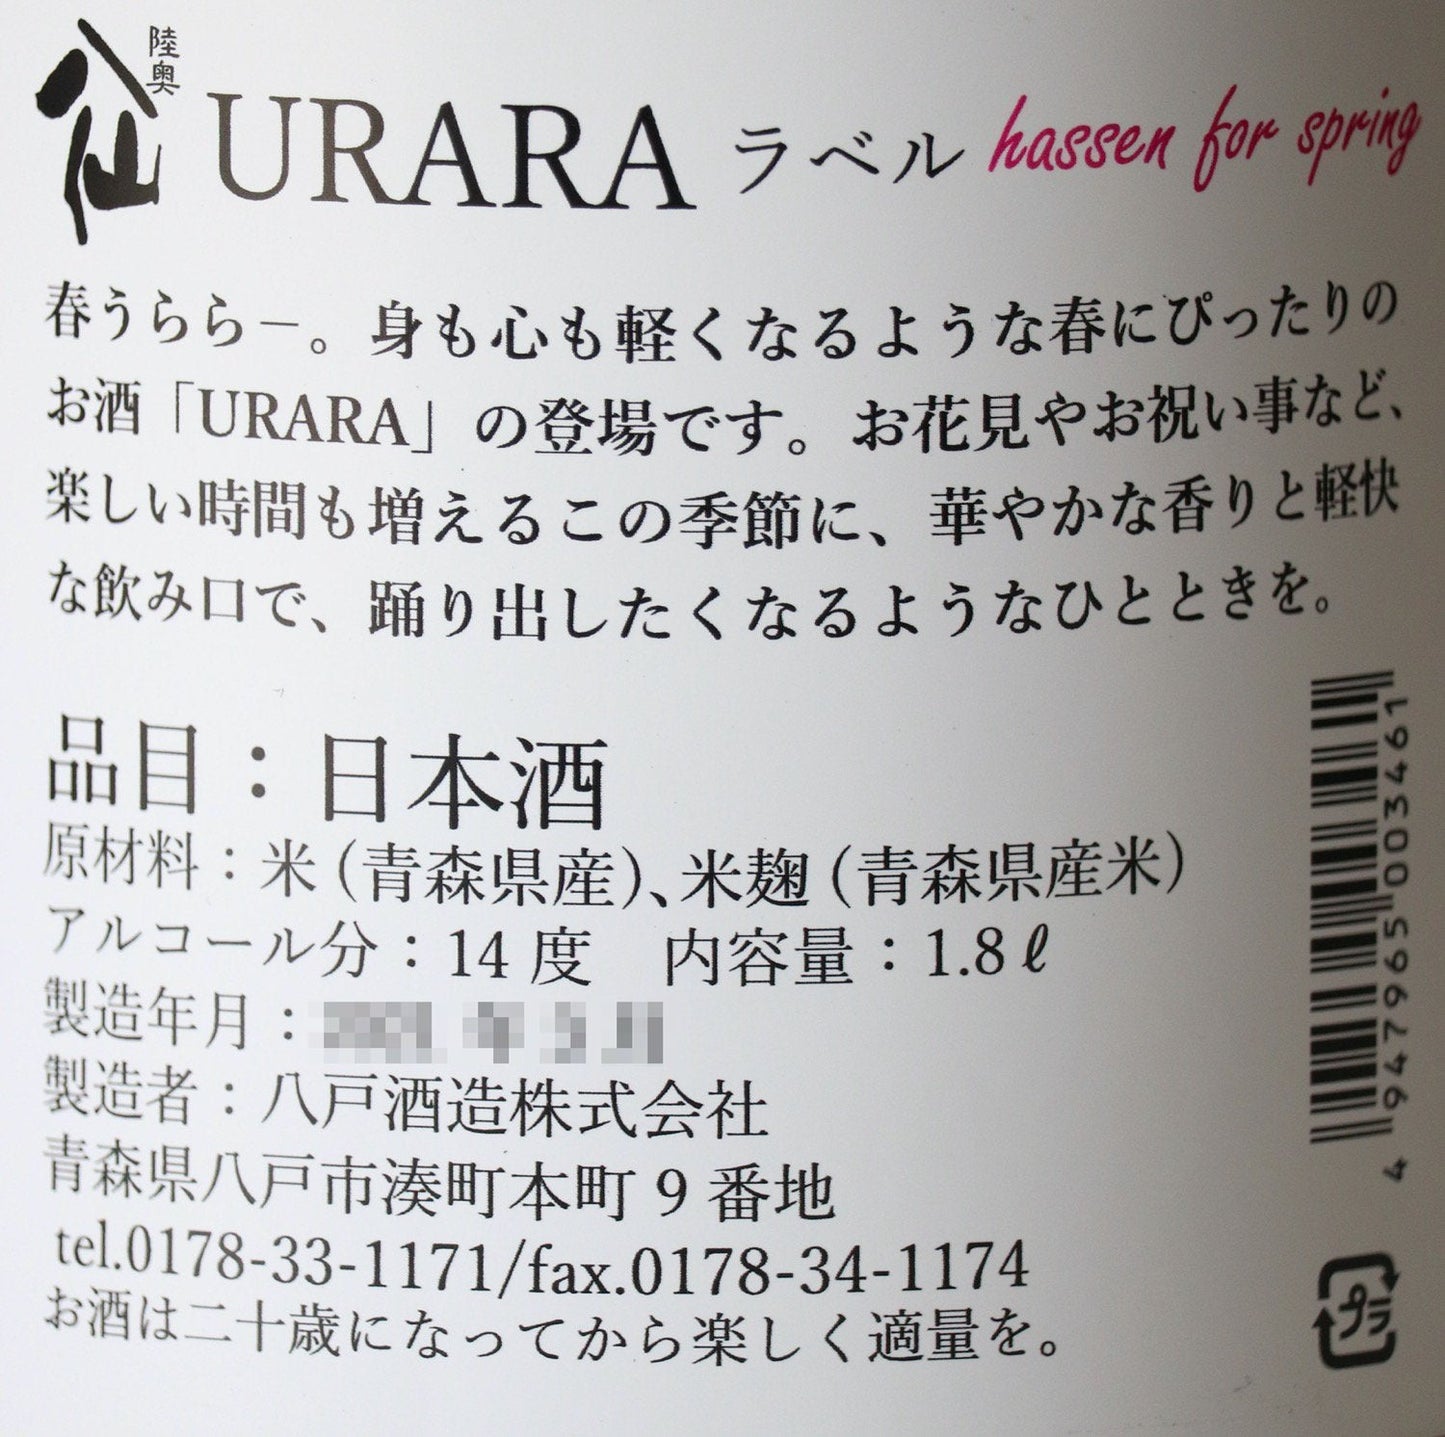 陸奥
八仙 URARA ラベル hassen for spring
春うらら−。身も心も軽くなるような春にぴったりの
お酒「URARA」の登場です。お花見やお祝い事など、
楽しい時間も増えるこの季節に、華やかな香りと軽快
な飲み口で、踊り出したくなるようなひとときを。
品目：日本酒
原材料：米（青森県産）、米麹（青森県産米）
アルコール分：14 度　内容量：1.8ℓ
製造年月：
製造者：八戸酒造株式会社
青森県八戸市湊町本町 9 番地
tel.0178-33-1171/fax.0178-34-1174
お酒は二十歳になってから楽しく適量を。
4 947965 003461
プラ